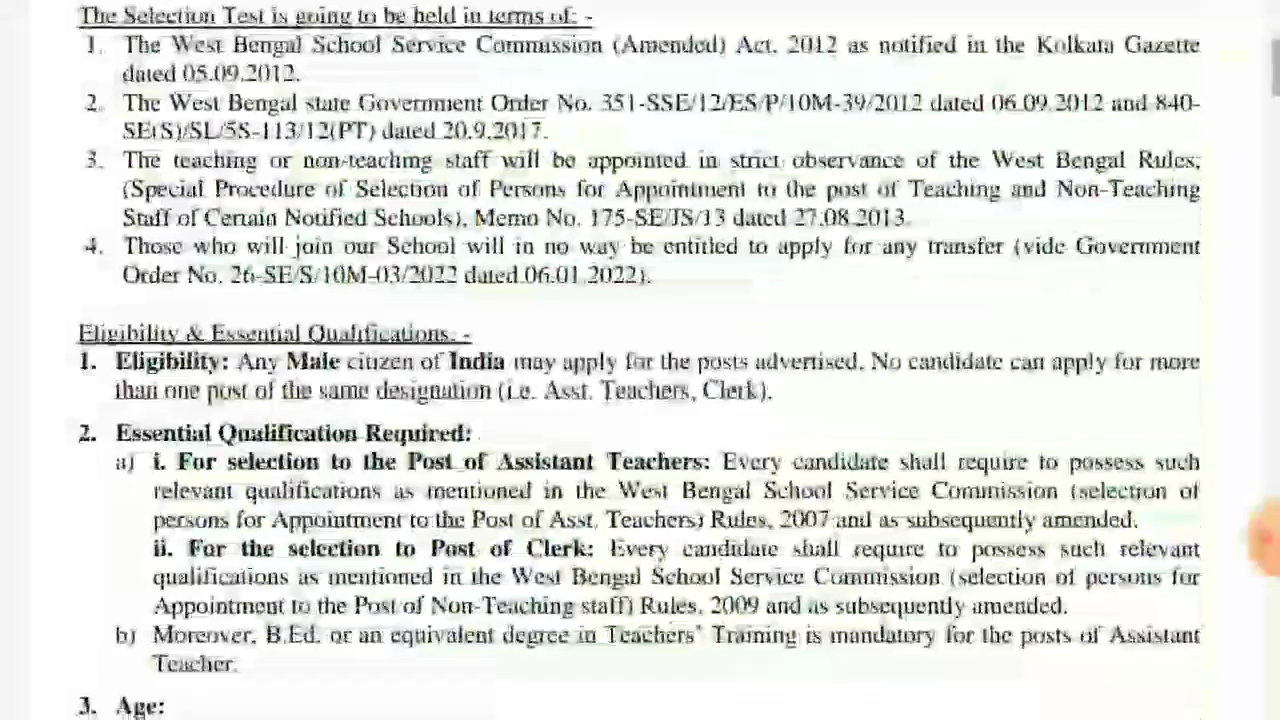 The Selection Test is going to be held in terms of: -
1. The West Bengal School Service Commission (Amended) Act, 2012 as notified in the Kolkata Gazette
dated 05.09.2012.
2. The West Bengal state Government Order No. 351-SSE/12/ES/P/10M-39/2012 dated 06.09.2012 and 840-
SE(S)/SL/5S-113/12(PT) dated 20.9.2017.
3. The teaching or non-teaching staff will be appointed in strict observance of the West Bengal Rules,
(Special Procedure of Selection of Persons for Appointment to the post of Teaching and Non-Teaching
Staff of Certain Notified Schools), Memo No. 175-SE/JS/13 dated 27.08.2013.
4. Those who will join our School will in no way be entitled to apply for any transfer (vide Government
Order No. 26-SE/S/10M-03/2022 dated 06.01.2022).
Eligibility & Essential Qualifications: -
1. Eligibility: Any Male citizen of India may apply for the posts advertised. No candidate can apply for more
than one post of the same designation (i.e. Asst. Teachers, Clerk).
2. Essential Qualification Required:
a) i. For selection to the Post of Assistant Teachers: Every candidate shall require to possess such
relevant qualifications as mentioned in the West Bengal School Service Commission (selection of
persons for Appointment to the Post of Asst. Teachers) Rules, 2007 and as subsequently amended.
ii. For the selection to Post of Clerk: Every candidate shall require to possess such relevant
qualifications as mentioned in the West Bengal School Service Commission (selection of persons for
Appointment to the Post of Non-Teaching staff) Rules, 2009 and as subsequently amended.
b) Moreover, B.Ed. or an equivalent degree in Teachers' Training is mandatory for the posts of Assistant
Teacher.
3. Age: